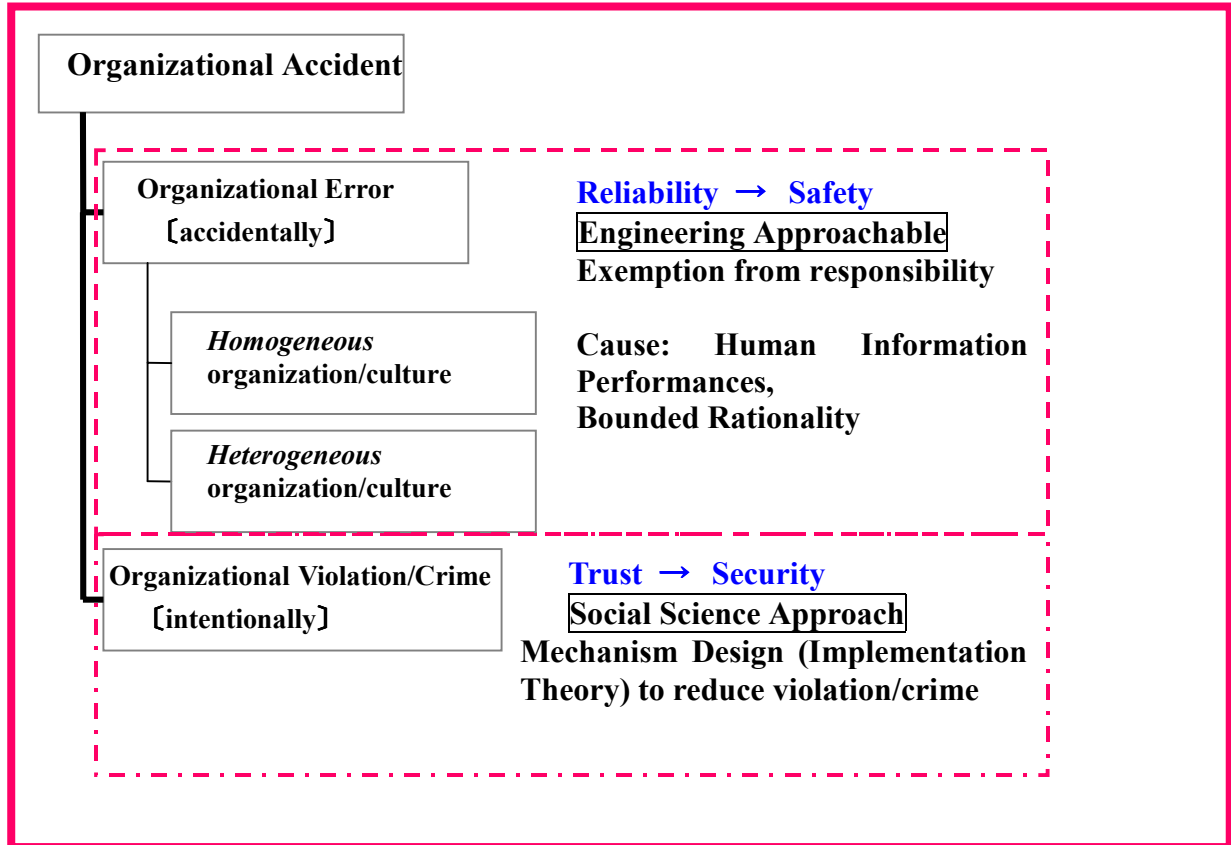 Organizational Accident
Organizational Error
〔accidentally〕
Reliability → Safety
Engineering Approachable
Exemption from responsibility
Homogeneous
organization/culture
Cause: Human Information
Performances,
Bounded Rationality
Heterogeneous
organization/culture
Organizational Violation/Crime
〔intentionally〕
Trust → Security
Social Science Approach
Mechanism Design (Implementation
Theory) to reduce violation/crime